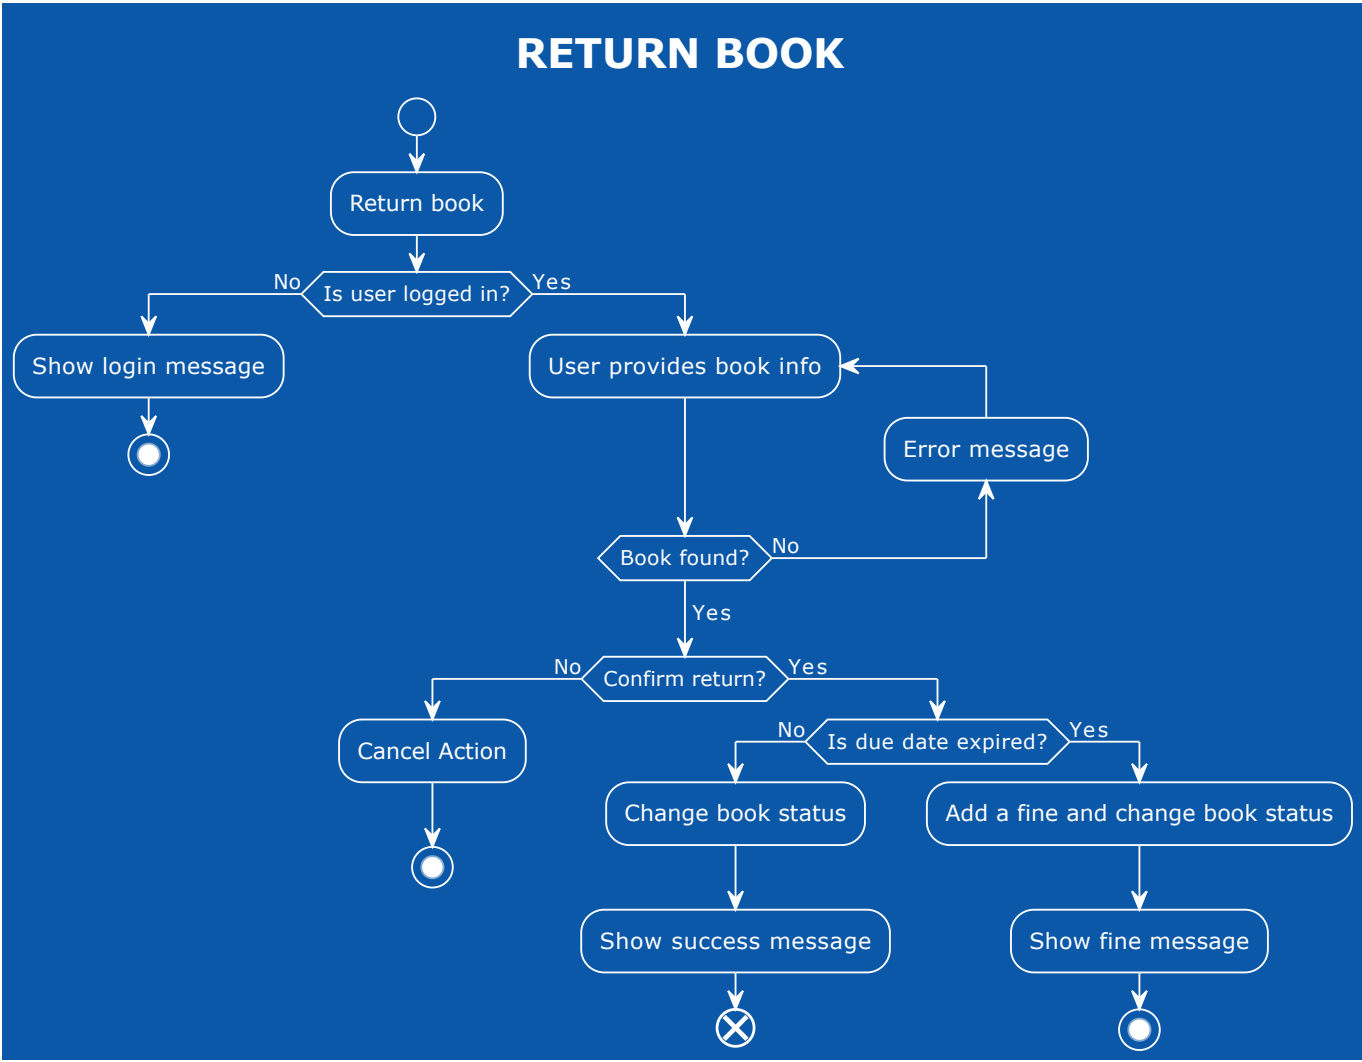 RETURN BOOK
Return book
No
Is user logged in?
Yes
Show login message
User provides book info
Error message
Book found?
No
Yes
No
Confirm return?
Yes
Cancel Action
No
Is due date expired?
Yes
Change book status
Add a fine and change book status
Show success message
Show fine message